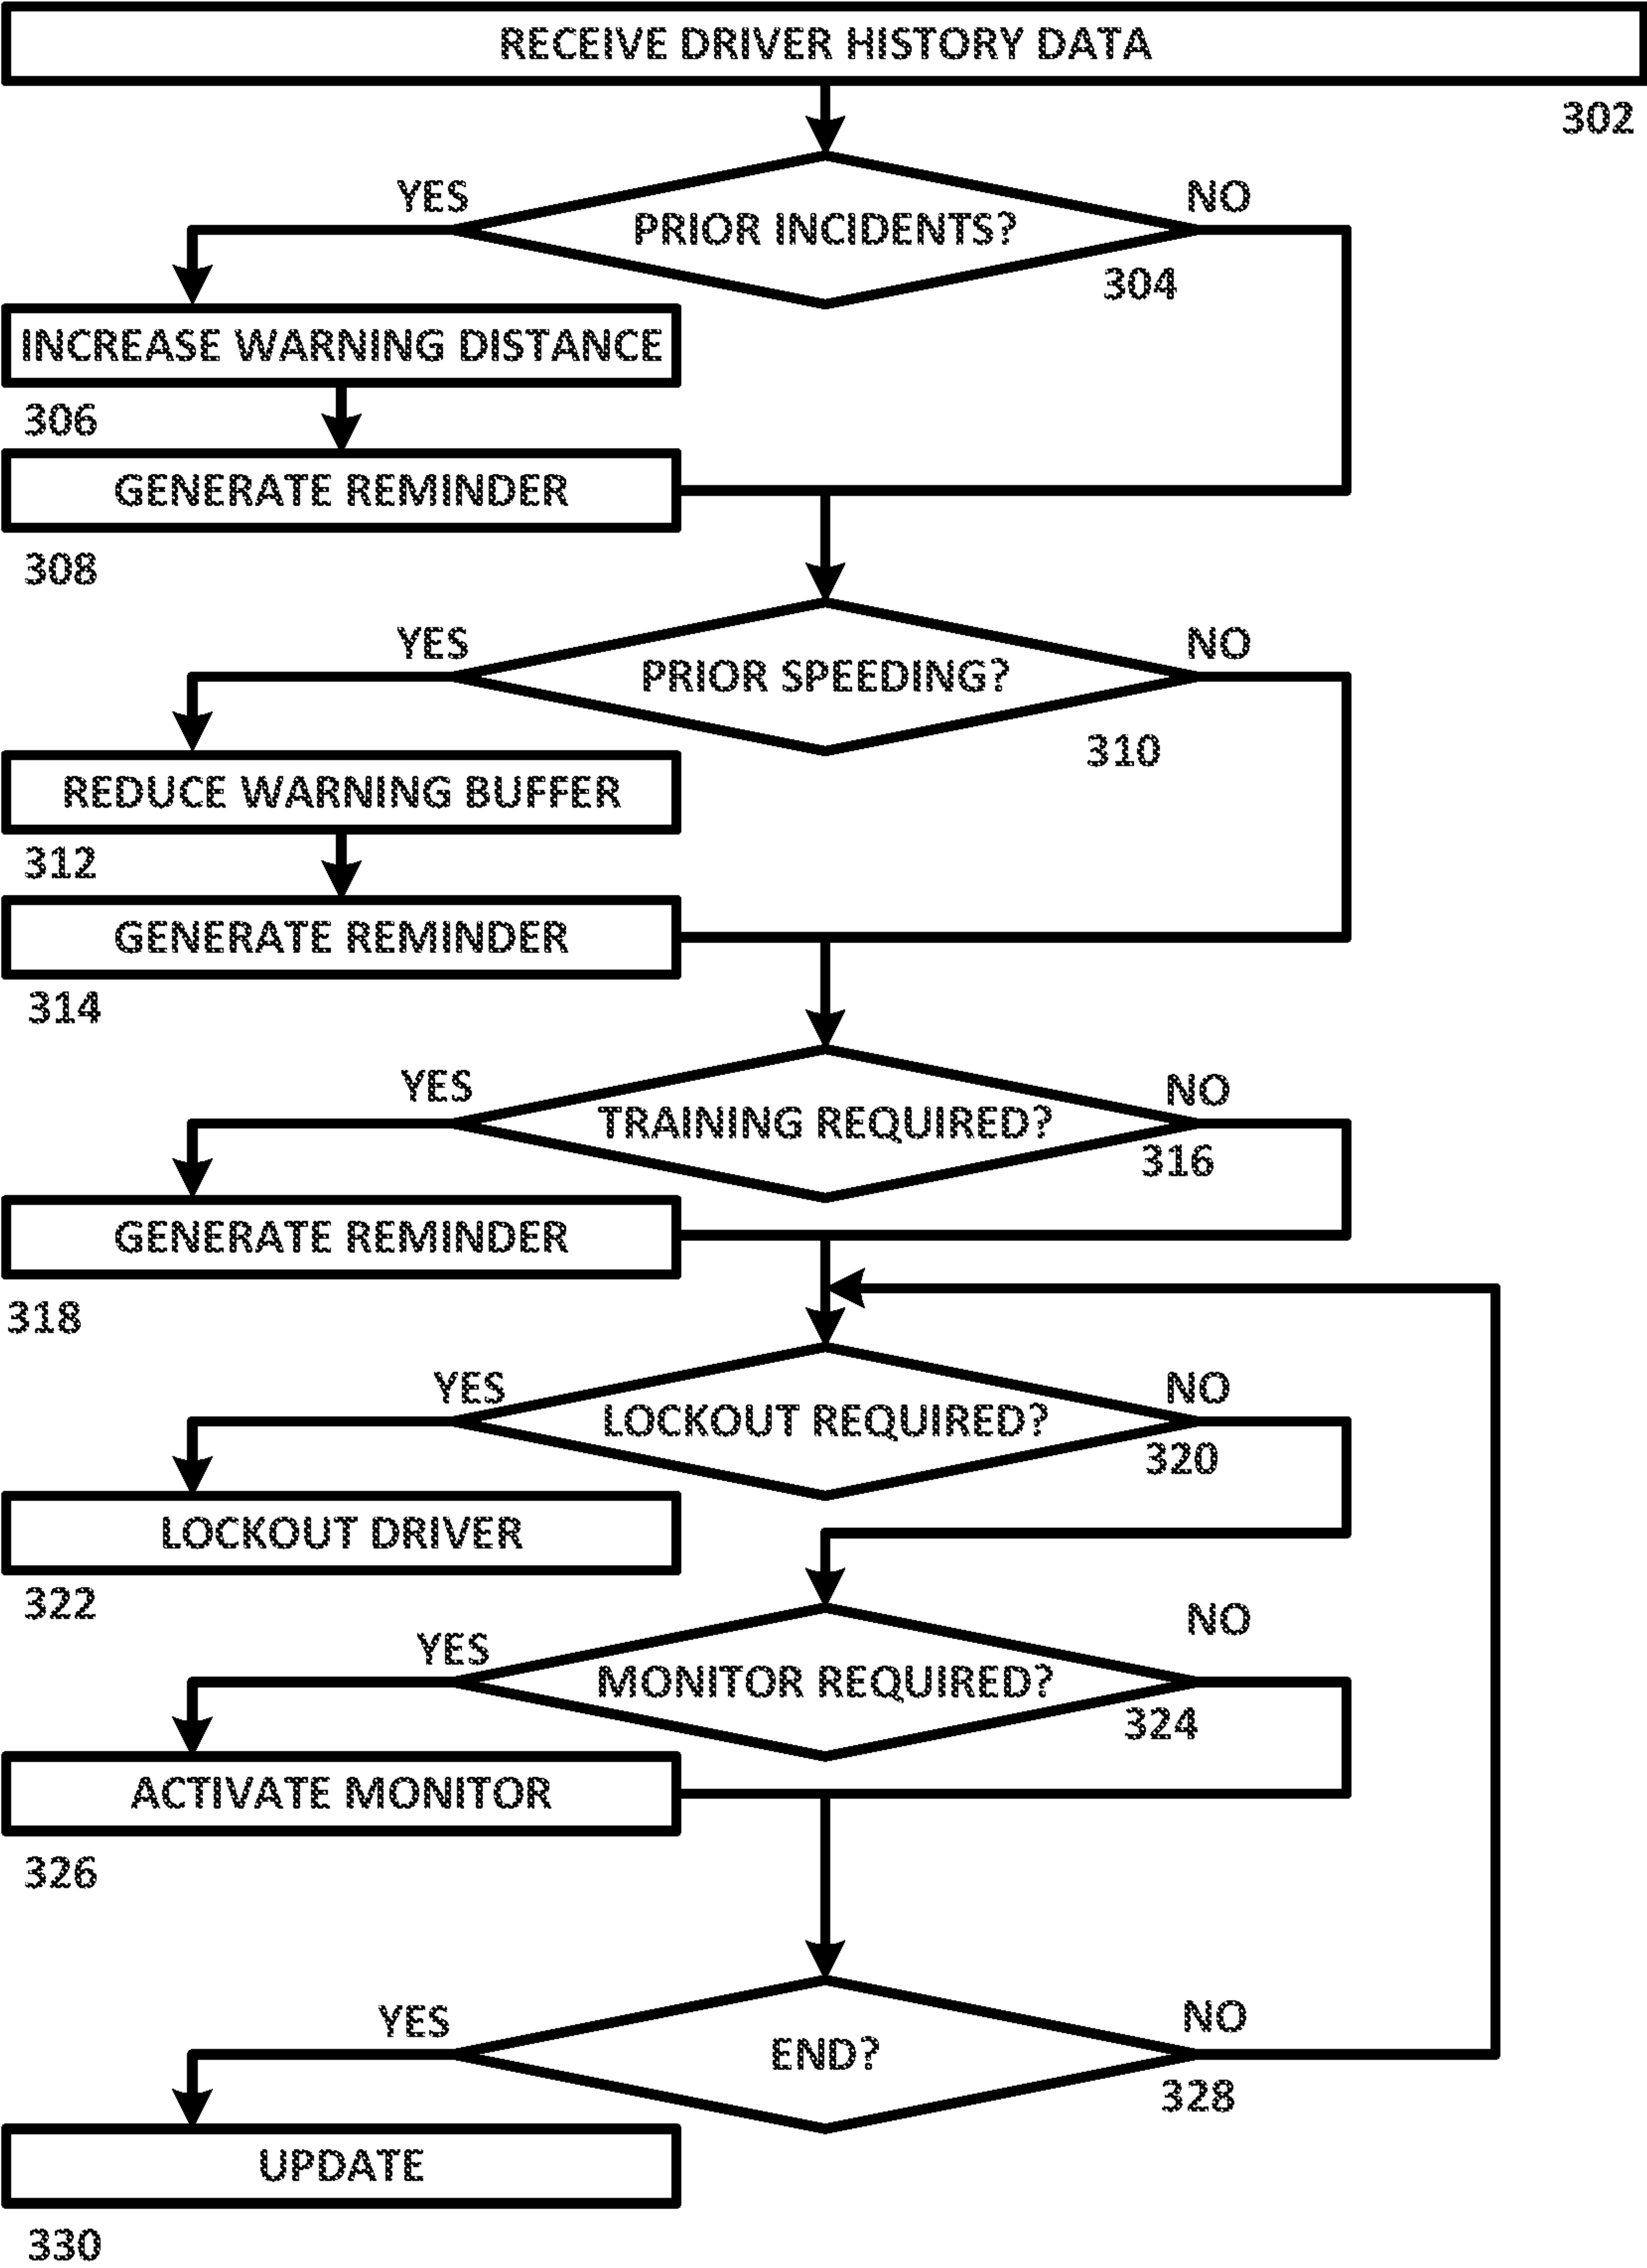 RECEIVE DRIVER HISTORY DATA
302
YES
NO
PRIOR INCIDENTS?
304
INCREASE WARNING DISTANCE
306
GENERATE REMINDER
308
YES
NO
PRIOR SPEEDING?
310
REDUCE WARNING BUFFER
312
GENERATE REMINDER
314
YES
NO
TRAINING REQUIRED?
316
GENERATE REMINDER
318
YES
NO
LOCKOUT REQUIRED?
320
LOCKOUT DRIVER
322
NO
YES
MONITOR REQUIRED?
324
ACTIVATE MONITOR
326
YES
NO
END?
328
UPDATE
330